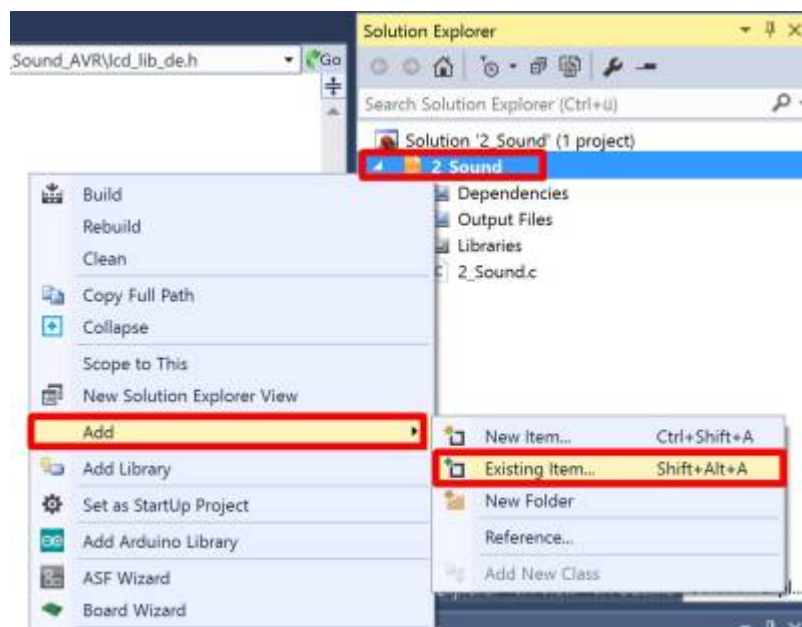 Solution Explorer
_Sound_AVR\lcd_lib_de.h
Go
Search Solution Explorer (Ctrl+ü)
Solution '2_Sound' (1 project)
2_Sound
Dependencies
Output Files
Libraries
2_Sound.c
Build
Rebuild
Clean
Copy Full Path
Collapse
Scope to This
New Solution Explorer View
Add
Add Library
Set as StartUp Project
Add Arduino Library
ASF Wizard
Board Wizard
New Item... Ctrl+Shift+A
Existing Item... Shift+Alt+A
New Folder
Reference...
Add New Class